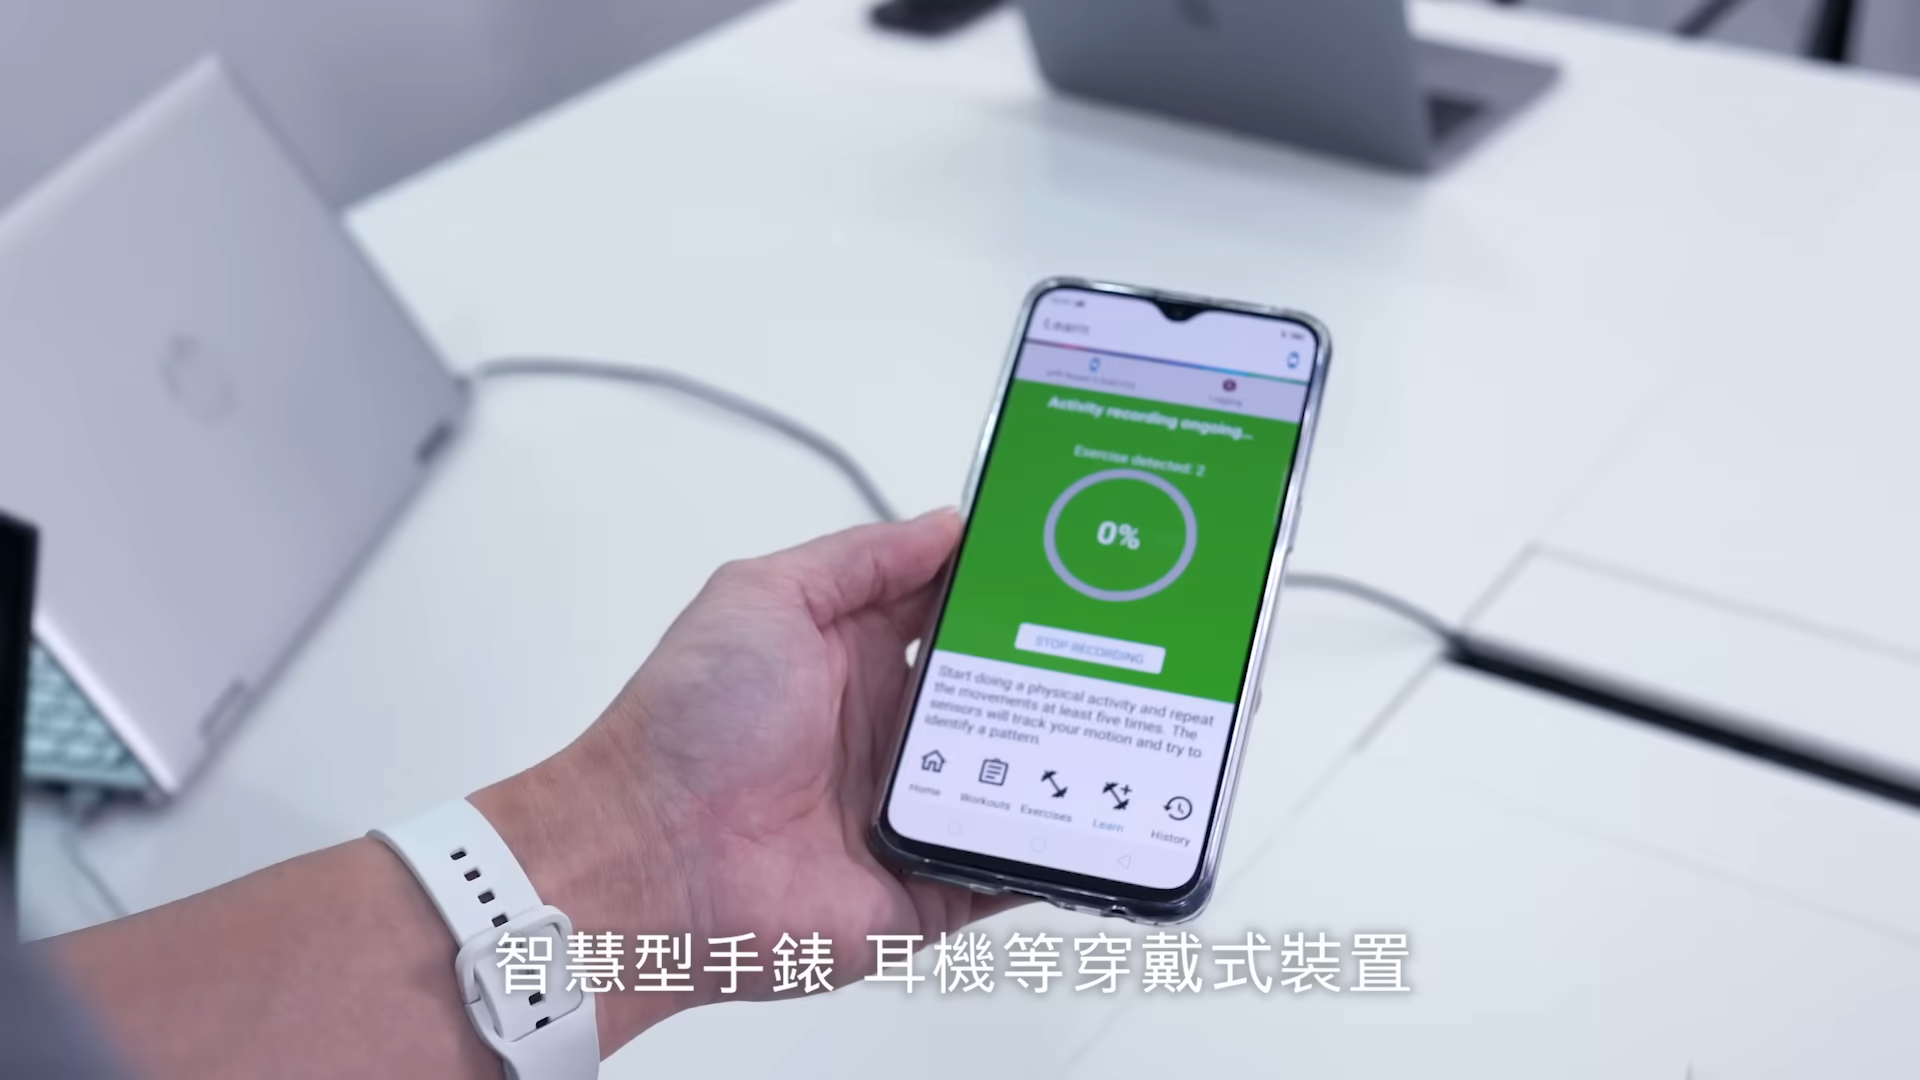 Learn
Activity recording ongoing...
Exercise detected: 2
0%
STOP RECORDING
Start doing a physical activity and repeat
the movements at least five times. The
sensors will track your motion and try to
identify a pattern.
Home Workouts Exercises Learn History
智慧型手錶 耳機等穿戴式裝置